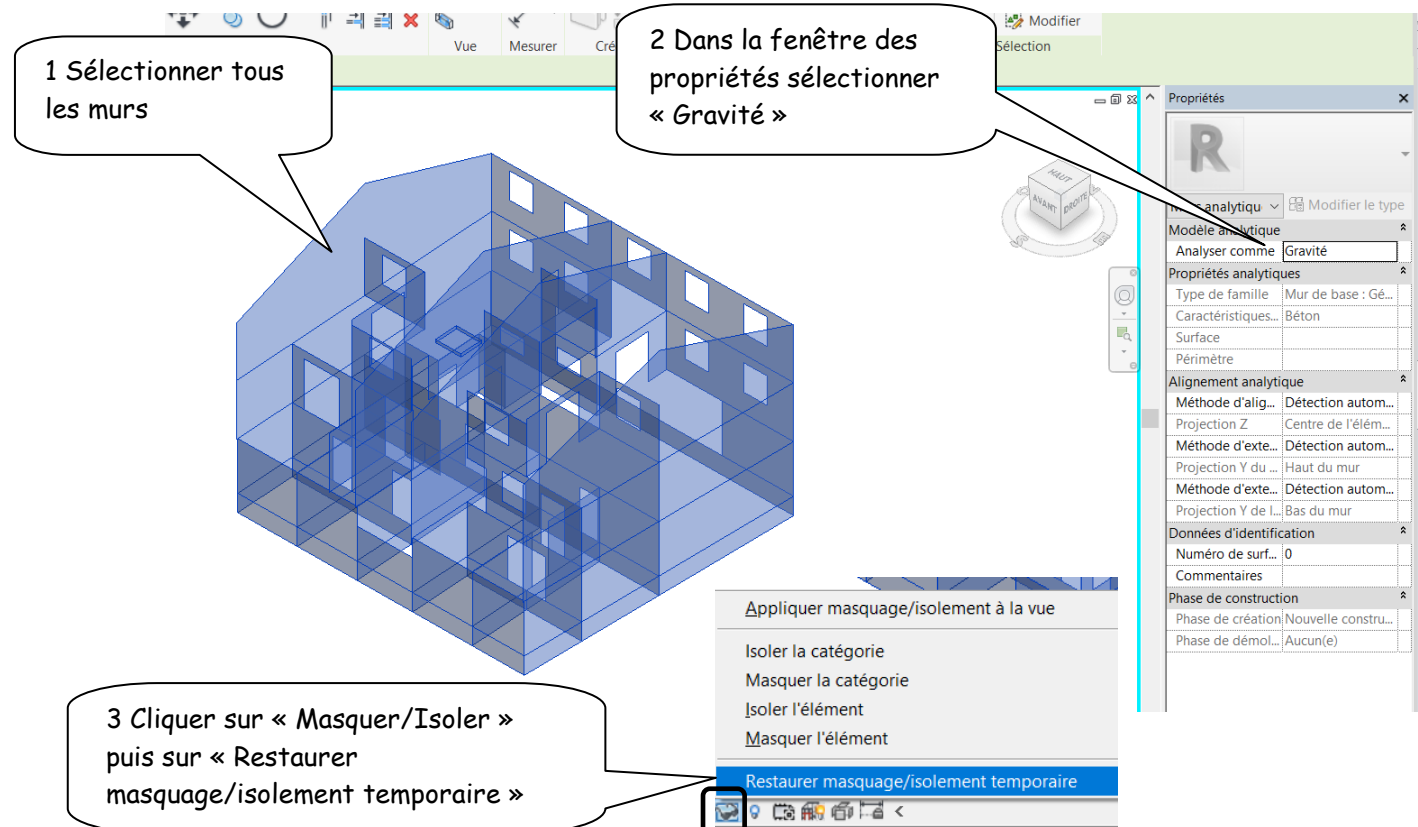 Modifier
Vue
Mesurer
Cré
Sélection
1 Sélectionner tous
les murs
2 Dans la fenêtre des
propriétés sélectionner
« Gravité »
HAUT
AVANT
DROITE
S
E
Propriétés
R
Murs analytiqu
Modifier le type
Modèle analytique
Analyser comme Gravité
Propriétés analytiques
Type de famille Mur de base : Gé...
Caractéristiques... Béton
Surface
Périmètre
Alignement analytique
Méthode d'alig... Détection autom...
Projection Z Centre de l'élém...
Méthode d'exte... Détection autom...
Projection Y du ... Haut du mur
Méthode d'exte... Détection autom...
Projection Y de l... Bas du mur
Données d'identification
Numéro de surf... 0
Commentaires
Phase de construction
Phase de création Nouvelle constru...
Phase de démol... Aucun(e)
Appliquer masquage/isolement à la vue
Isoler la catégorie
Masquer la catégorie
Isoler l'élément
Masquer l'élément
Restaurer masquage/isolement temporaire
3 Cliquer sur « Masquer/Isoler »
puis sur « Restaurer
masquage/isolement temporaire »